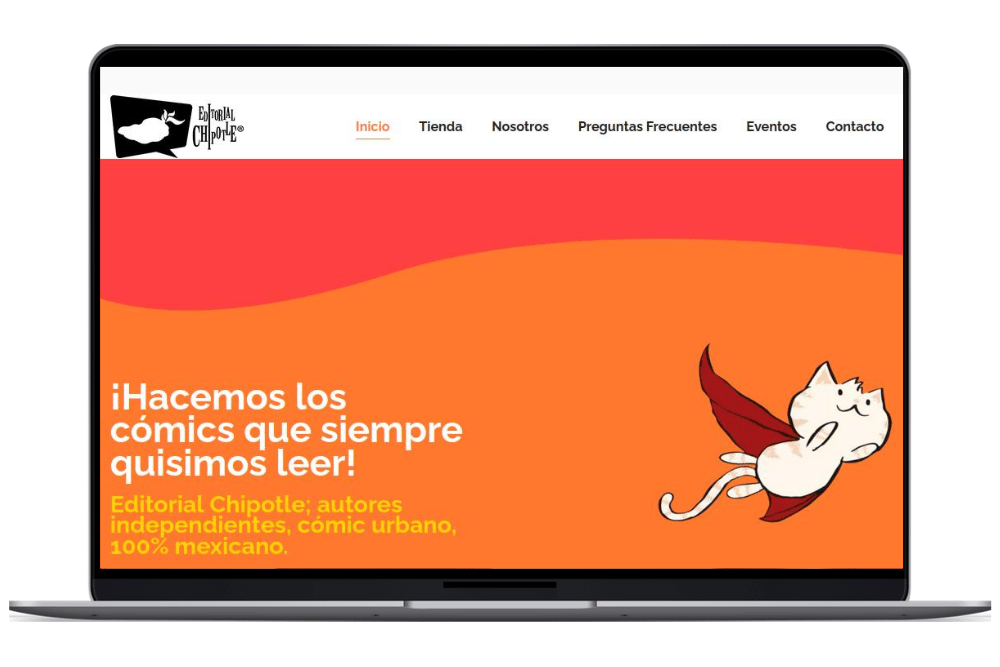 EDITORIAL
CHIPOTLE®
Inicio Tienda Nosotros Preguntas Frecuentes Eventos Contacto
¡Hacemos los
cómics que siempre
quisimos leer!
Editorial Chipotle; autores
independientes, cómic urbano,
100% mexicano.